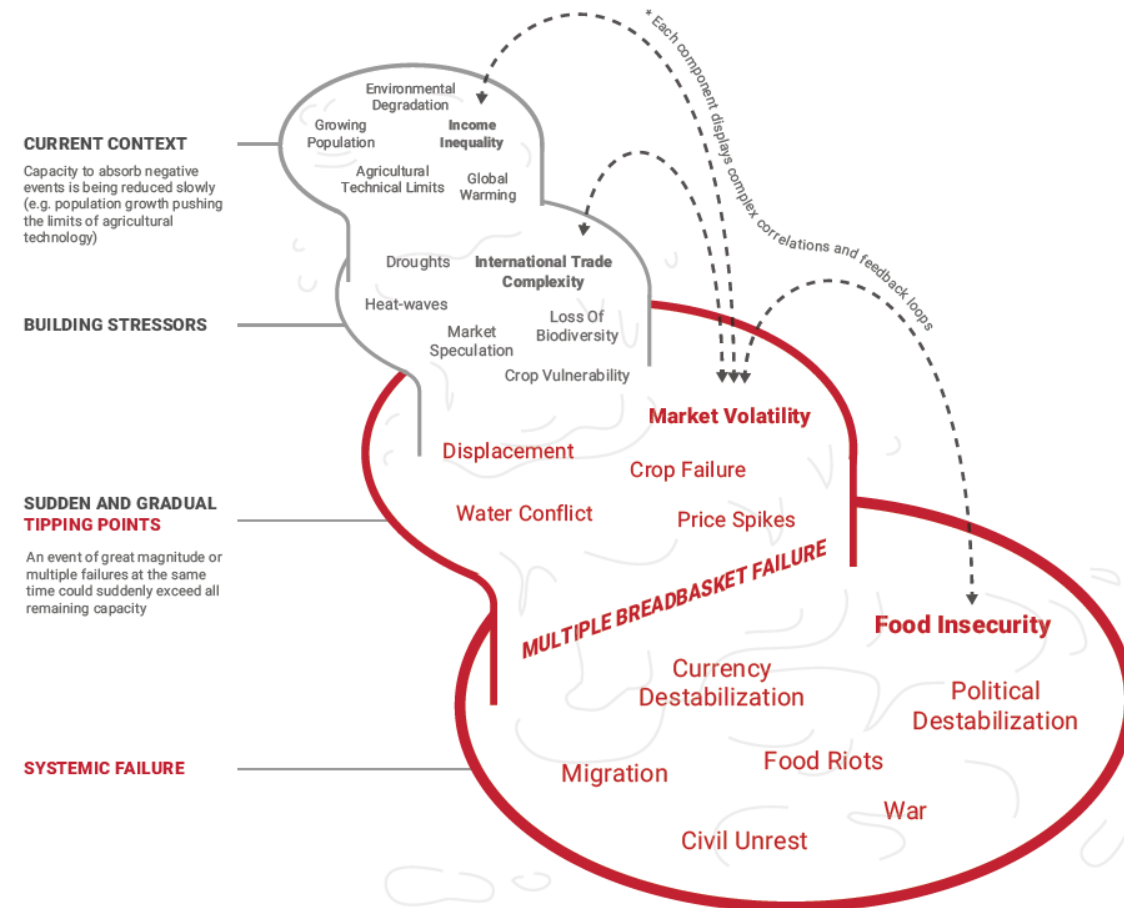 * Each component displays complex correlations and feedback loops
CURRENT CONTEXT
Capacity to absorb negative
events is being reduced slowly
(e.g. population growth pushing
the limits of agricultural
technology)
Environmental
Degradation
Growing
Population
Income
Inequality
Agricultural
Technical Limits
Global
Warming
BUILDING STRESSORS
Droughts
International Trade
Complexity
Heat-waves
Market
Speculation
Loss Of
Biodiversity
Crop Vulnerability
SUDDEN AND GRADUAL
TIPPING POINTS
An event of great magnitude or
multiple failures at the same
time could suddenly exceed all
remaining capacity
Market Volatility
Displacement
Crop Failure
Water Conflict
Price Spikes
MULTIPLE BREADBASKET FAILURE
SYSTEMIC FAILURE
Food Insecurity
Currency
Destabilization
Political
Destabilization
Migration
Food Riots
War
Civil Unrest